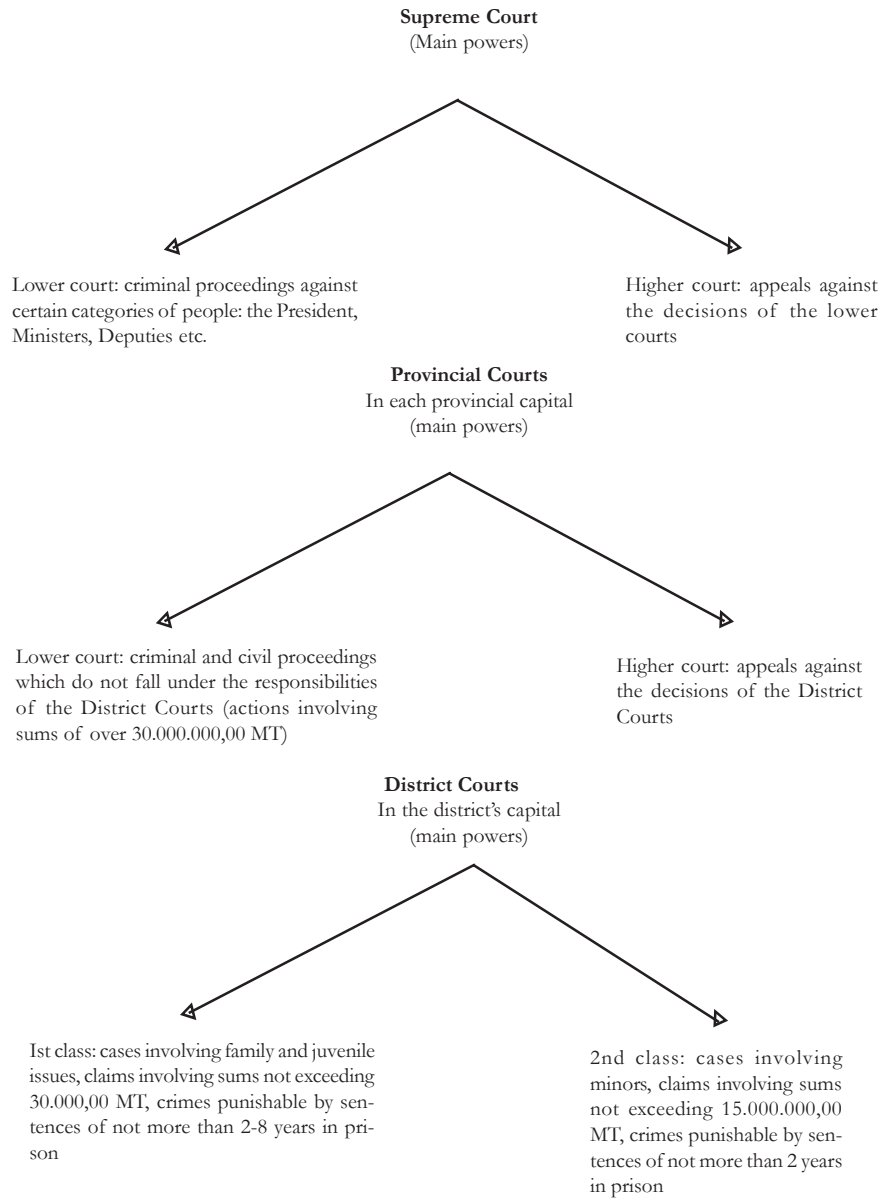 Supreme Court
(Main powers)
Lower court: criminal proceedings against
certain categories of people: the President,
Ministers, Deputies etc.
Higher court: appeals against
the decisions of the lower
courts
Provincial Courts
In each provincial capital
(main powers)
Lower court: criminal and civil proceedings
which do not fall under the responsibilities
of the District Courts (actions involving
sums of over 30.000.000,00 MT)
Higher court: appeals against
the decisions of the District
Courts
District Courts
In the district's capital
(main powers)
Ist class: cases involving family and juvenile
issues, claims involving sums not exceeding
30.000,00 MT, crimes punishable by sen-
tences of not more than 2-8 years in pri-
son
2nd class: cases involving
minors, claims involving sums
not exceeding 15.000.000,00
MT, crimes punishable by sen-
tences of not more than 2 years
in prison